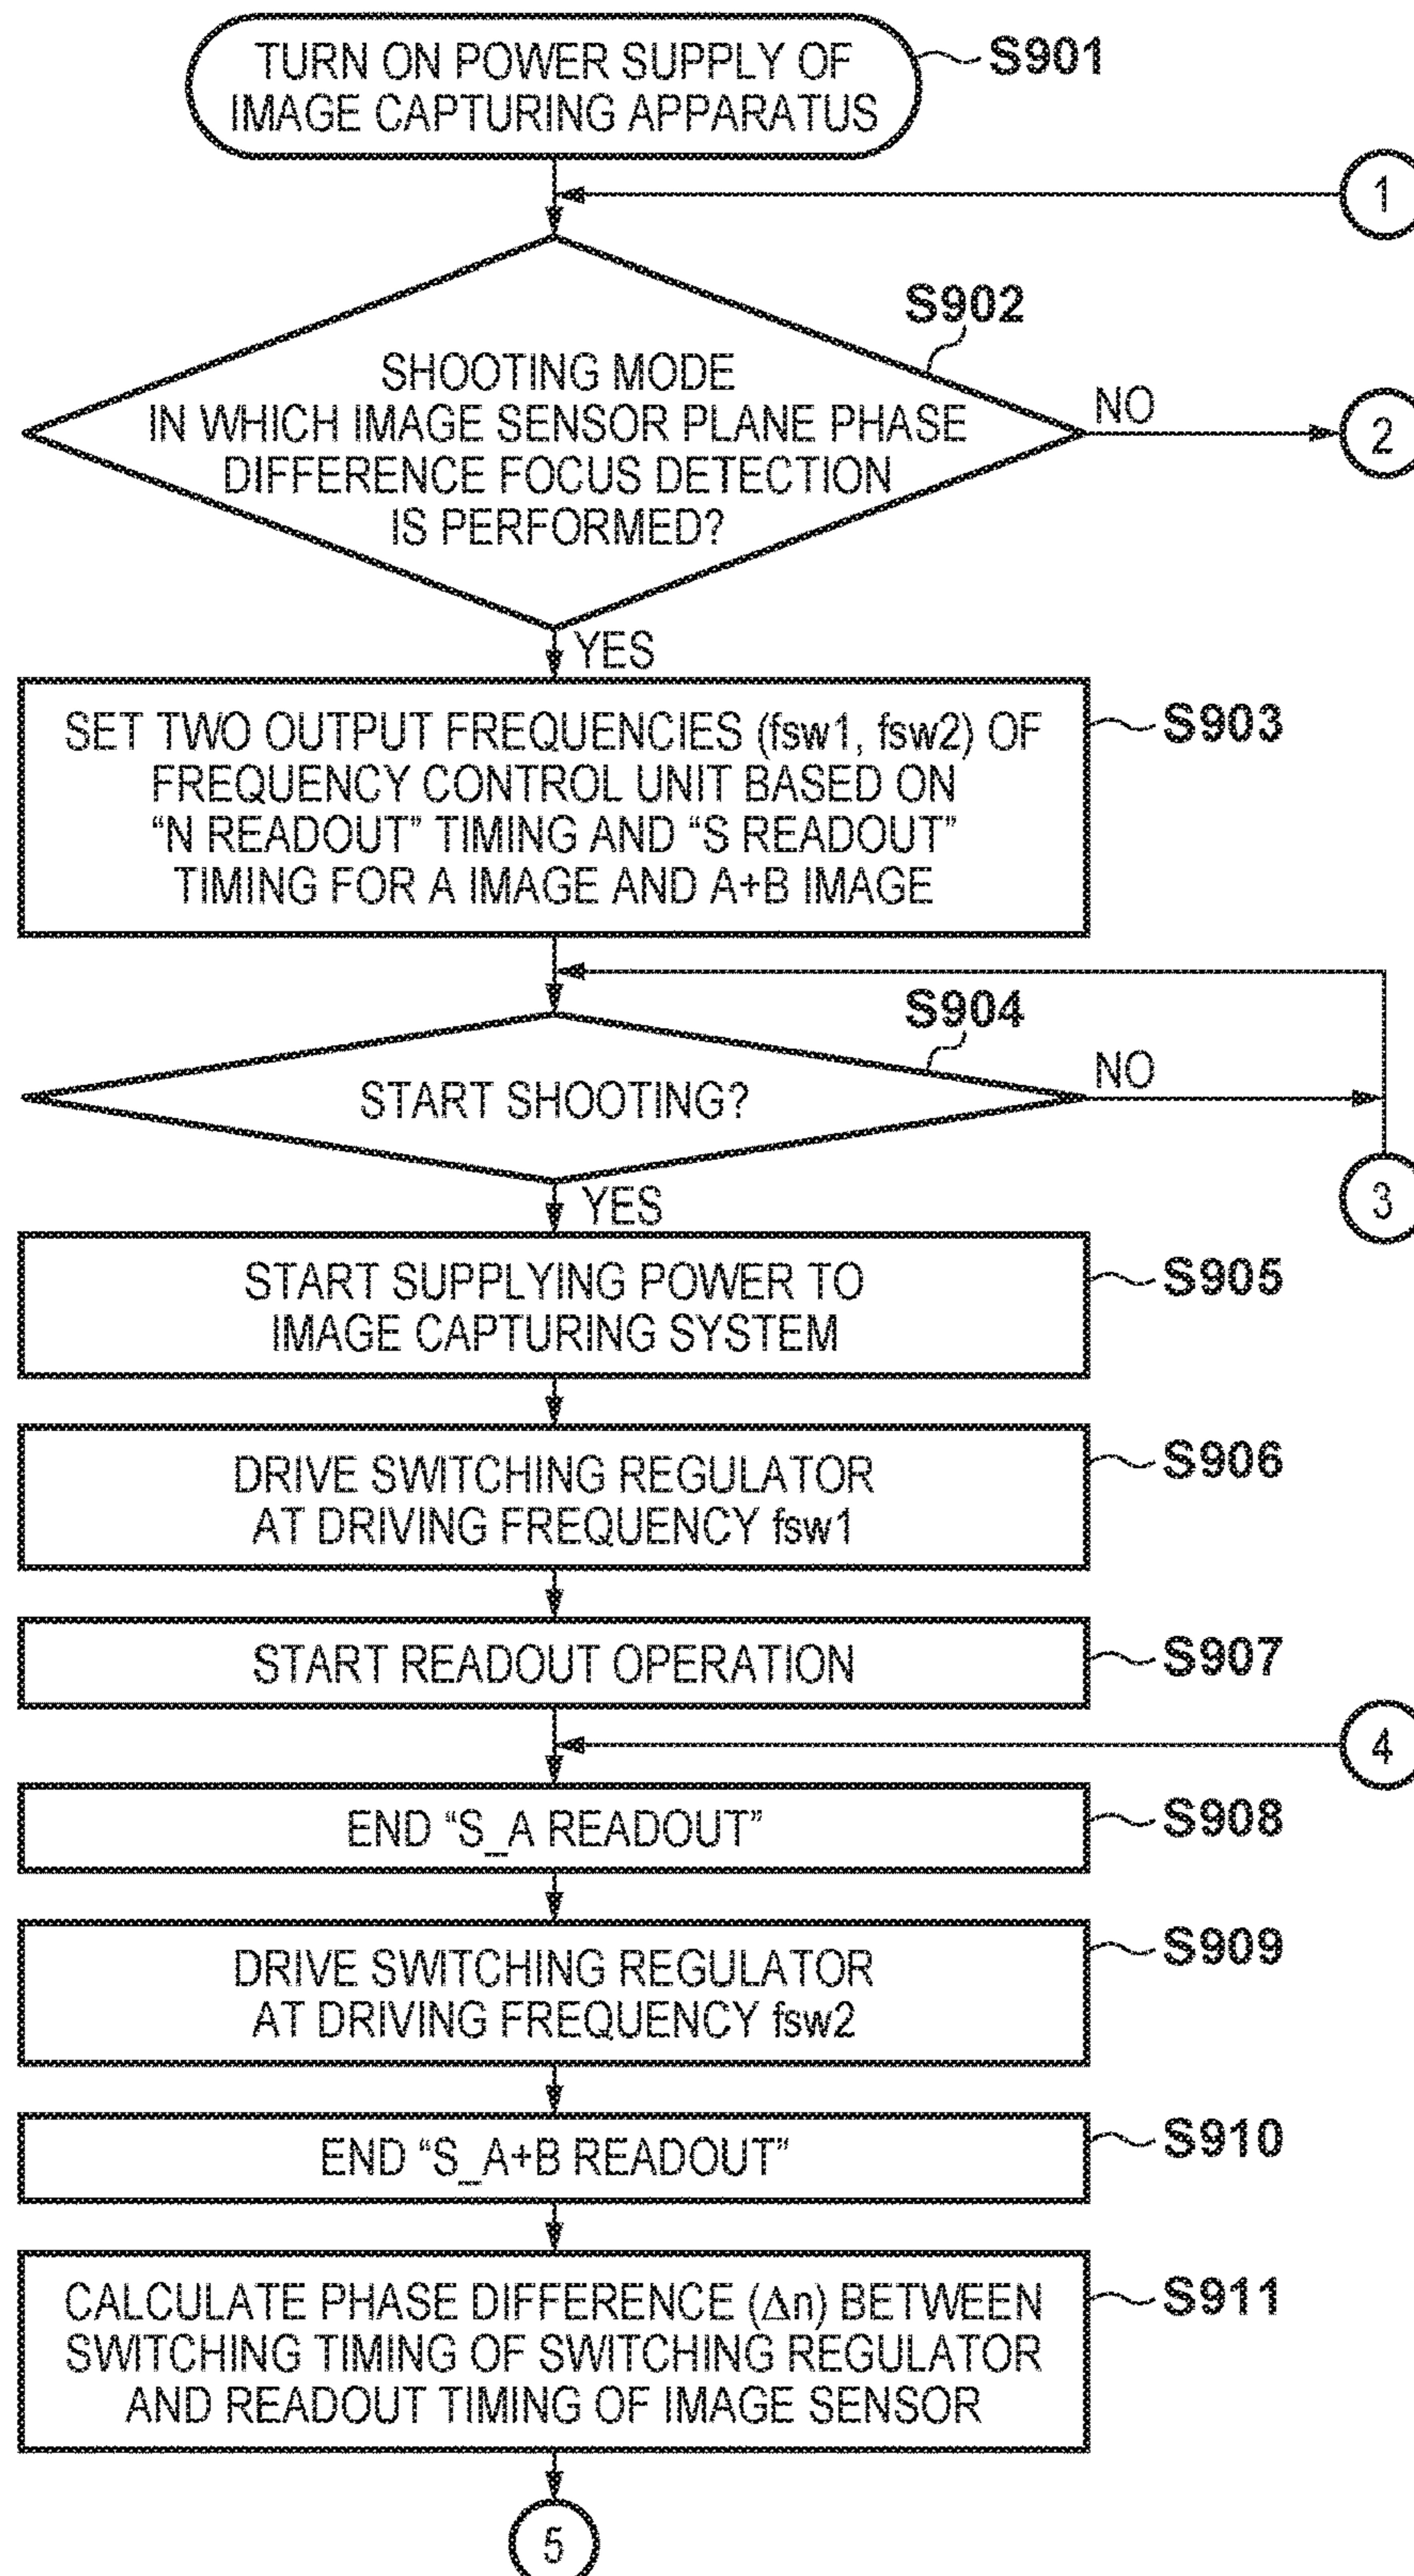 TURN ON POWER SUPPLY OF
IMAGE CAPTURING APPARATUS
S901
1
S902
SHOOTING MODE
IN WHICH IMAGE SENSOR PLANE PHASE
DIFFERENCE FOCUS DETECTION
IS PERFORMED?
NO
2
YES
SET TWO OUTPUT FREQUENCIES (fsw1, fsw2) OF
FREQUENCY CONTROL UNIT BASED ON
“N READOUT” TIMING AND “S READOUT”
TIMING FOR A IMAGE AND A+B IMAGE
S903
S904
START SHOOTING?
NO
3
YES
START SUPPLYING POWER TO
IMAGE CAPTURING SYSTEM
S905
DRIVE SWITCHING REGULATOR
AT DRIVING FREQUENCY fsw1
S906
START READOUT OPERATION
S907
4
END “S_A READOUT”
S908
DRIVE SWITCHING REGULATOR
AT DRIVING FREQUENCY fsw2
S909
END “S_A+B READOUT”
S910
CALCULATE PHASE DIFFERENCE (Δn) BETWEEN
SWITCHING TIMING OF SWITCHING REGULATOR
AND READOUT TIMING OF IMAGE SENSOR
S911
5